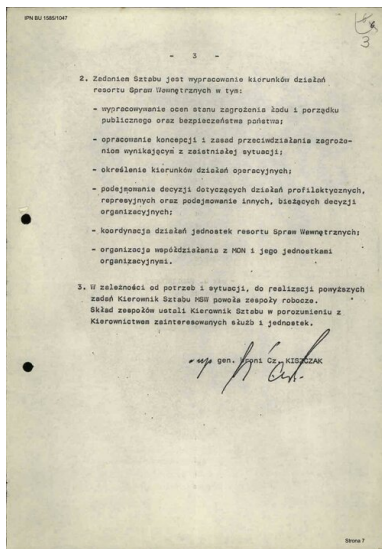 IPN BU 1585/1047
3
- 3 -
2. Zadaniem Sztabu jest wypracowanie kierunków działań
resortu Spraw Wewnętrznych w tym:
- wypracowywanie ocen stanu zagrożenia ładu i porządku
publicznego oraz bezpieczeństwa państwa;
- opracowanie koncepcji i zasad przeciwdziałania zagroże-
niom wynikającym z zaistniałej sytuacji;
- określenie kierunków działań operacyjnych;
- podejmowanie decyzji dotyczących działań profilaktycznych,
represyjnych oraz podejmowanie innych, bieżących decyzji
organizacyjnych;
- koordynacja działań jednostek resortu Spraw Wewnętrznych;
- organizacja współdziałania z MON i jego jednostkami
organizacyjnymi.
3. W zależności od potrzeb i sytuacji, do realizacji powyższych
zadań Kierownik Sztabu MSW powoła zespoły robocze.
Skład zespołów ustali Kierownik Sztabu w porozumieniu z
Kierownictwem zainteresowanych służb i jednostek.
gen. broni Cz. KISZCZAK
Strona 7